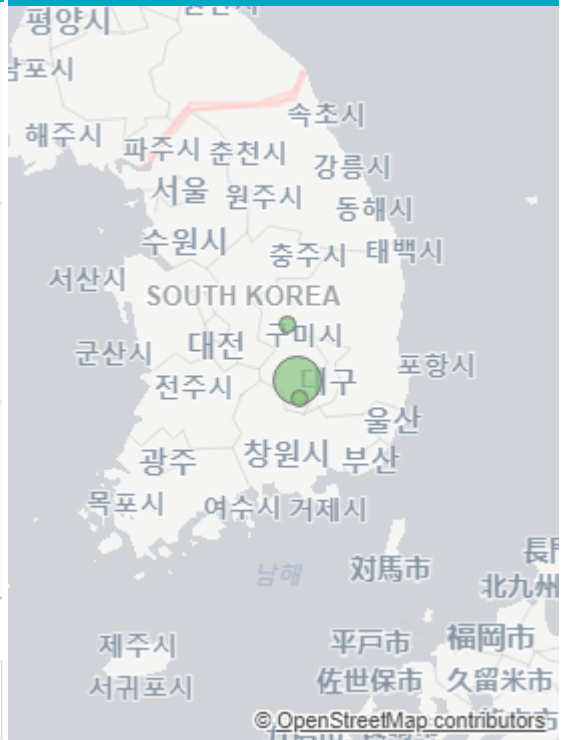 평양시
남포시
속초시
해주시
파주시 춘천시
강릉시
서울
원주시
동해시
수원시
충주시
태백시
서산시
SOUTH KOREA
구미시
대전
군산시
포항시
대구
전주시
울산
창원시
부산
광주
목포시
여수시
거제시
남해
対馬市
北九州
平戸市
福岡市
제주시
佐世保市
久留米市
서귀포시
© OpenStreetMap contributors